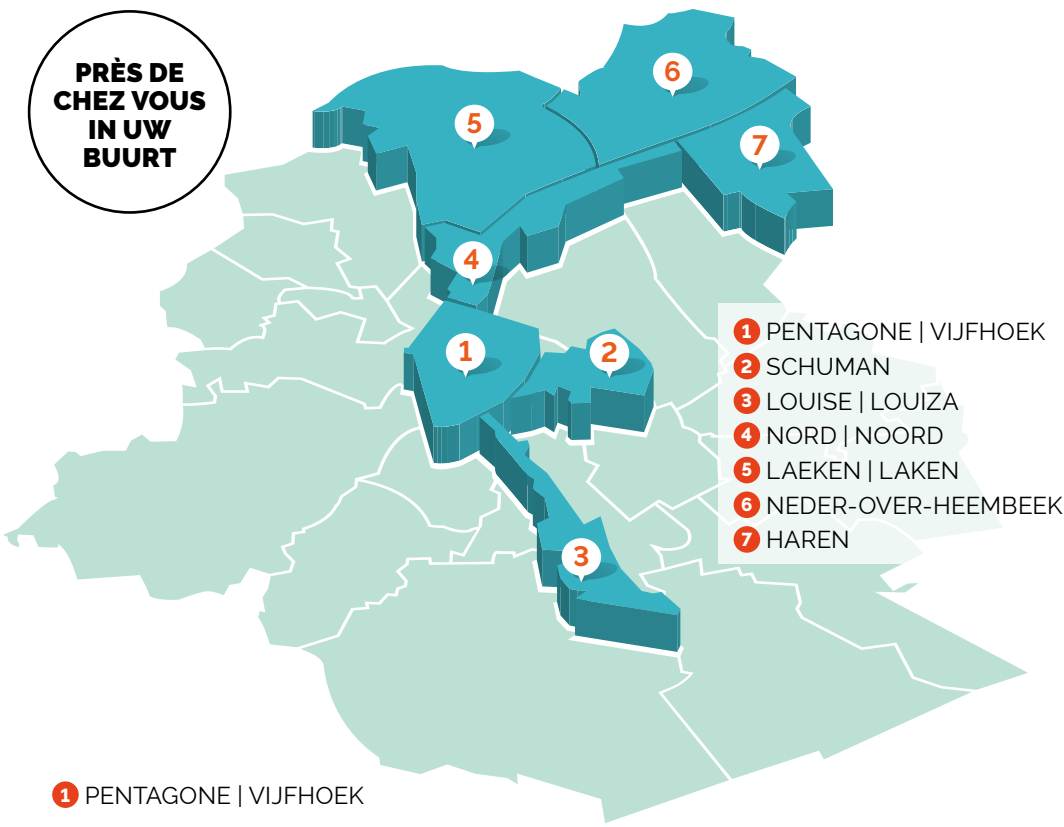 PRÈS DE
CHEZ VOUS
IN UW
BUURT
6
5
7
4
1
2
3
1 PENTAGONE | VIJFHOEK
2 SCHUMAN
3 LOUISE | LOUIZA
4 NORD | NOORD
5 LAEKEN | LAKEN
6 NEDER-OVER-HEEMBEEK
7 HAREN
1 PENTAGONE | VIJFHOEK